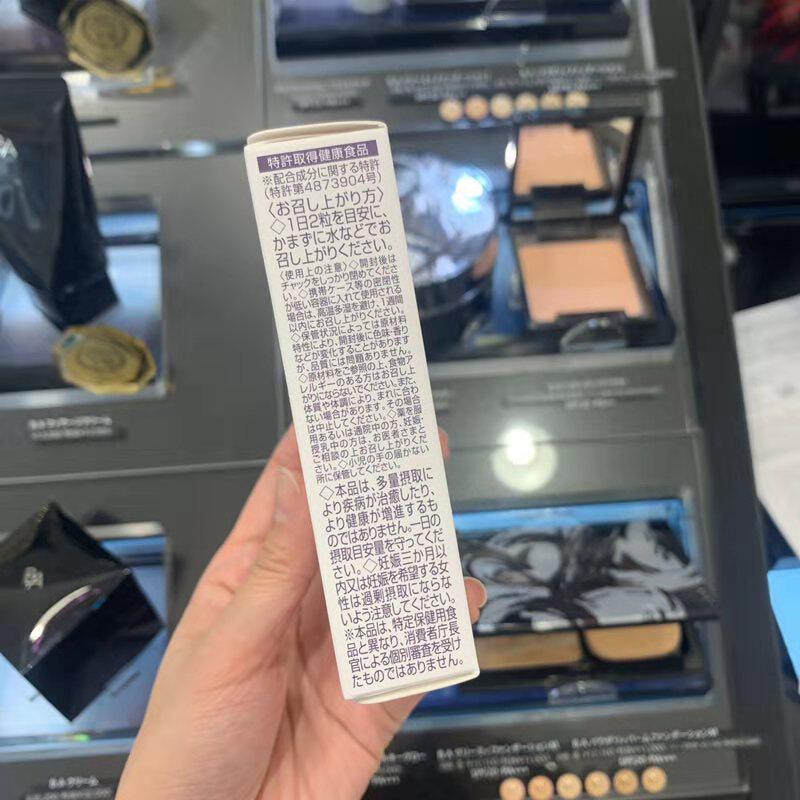 特許取得健康食品
※配合成分に関する特許
(特許第4873904号)
〈お召し上がり方〉
◇1日2粒を目安に、
かまずに水などでお
召し上がりください。
〈使用上の注意〉◇開封後は
チャックをしっかり閉めてくださ
い。◇携帯ケース等の密閉性
が低い容器に入れて使用される
場合は、高温多湿を避け、1週間
以内にお召し上がりください。
◇保管状況によっては原材料
特性により、開封後に色味・香り
などが変化することがあります
が、品質には問題ありません。
◇原材料をご参照の上、食物ア
レルギーのある方はお召し上
がりにならないでください。また、
体質や体調により、まれに合わ
ない場合があります。その場合
は中止してください。◇薬を服
用あるいは通院中の方、妊娠・
授乳中の方は、お医者さまと
ご相談の上お召し上がりくだ
さい。◇小児の手の届かない
所に保管してください。
◇本品は、多量摂取に
より疾病が治癒したり、
より健康が増進するも
のではありません。一日の
摂取目安量を守ってくだ
さい。◇妊娠三か月以
内又は妊娠を希望する女
性は過剰摂取にならな
いよう注意してください。
※本品は、特定保健用食
品と異なり、消費者庁長
官による個別審査を受け
たものではありません。
B.A クリーム